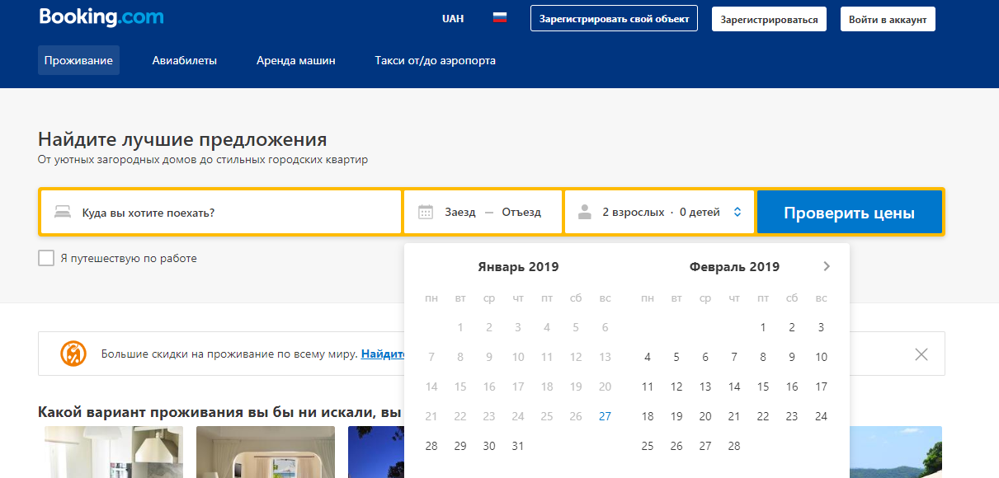 Booking.com
UAH
Зарегистрировать свой объект
Зарегистрироваться
Войти в аккаунт
Проживание
Авиабилеты
Аренда машин
Такси от/до аэропорта
Найдите лучшие предложения
От уютных загородных домов до стильных городских квартир
Куда вы хотите поехать?
Заезд — Отъезд
2 взрослых · 0 детей
Проверить цены
Я путешествую по работе
Январь 2019
пн вт ср чт пт сб вс
1 2 3 4 5 6
7 8 9 10 11 12 13
14 15 16 17 18 19 20
21 22 23 24 25 26 27
28 29 30 31
Февраль 2019
пн вт ср чт пт сб вс
1 2 3
4 5 6 7 8 9 10
11 12 13 14 15 16 17
18 19 20 21 22 23 24
25 26 27 28
Большие скидки на проживание по всему миру. Найдите
Какой вариант проживания вы бы ни искали, вы